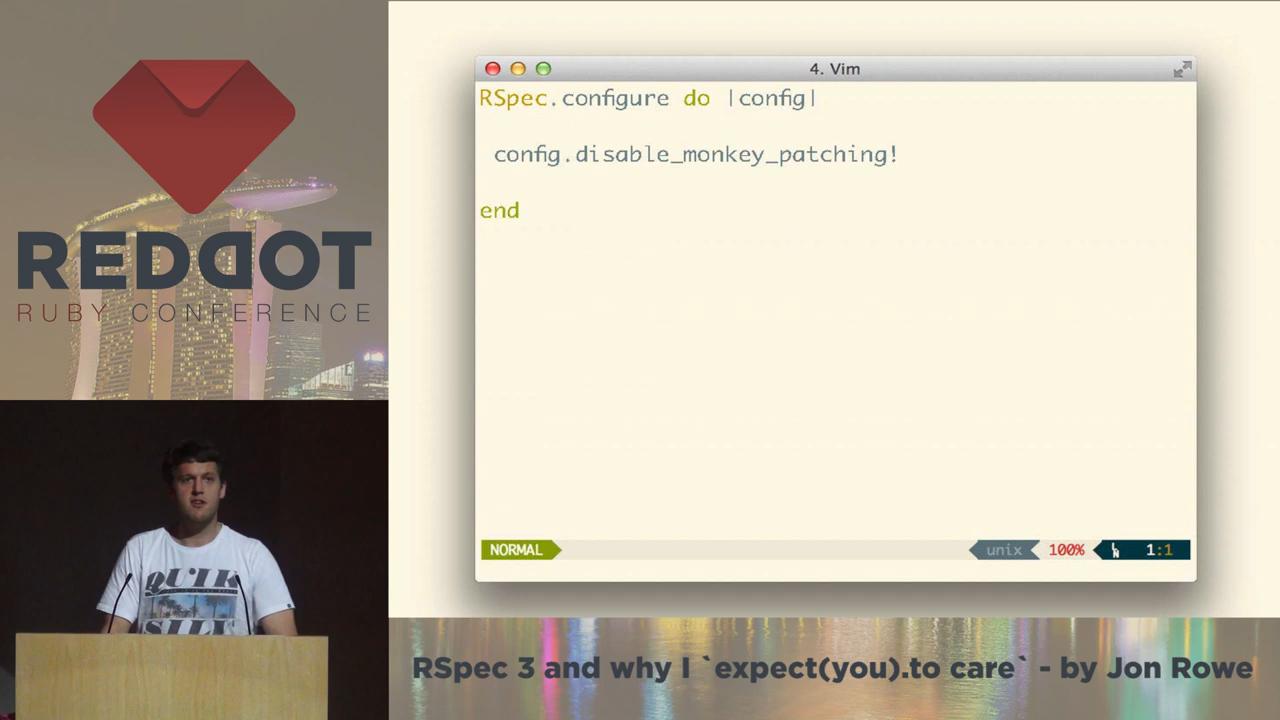 REDDOT
RUBY CONFERENCE
4. Vim
RSpec.configure do |config|
config.disable_monkey_patching!
end
NORMAL
unix
100%
1:1
QUIK
RSpec 3 and why I `expect(you).to care` - by Jon Rowe